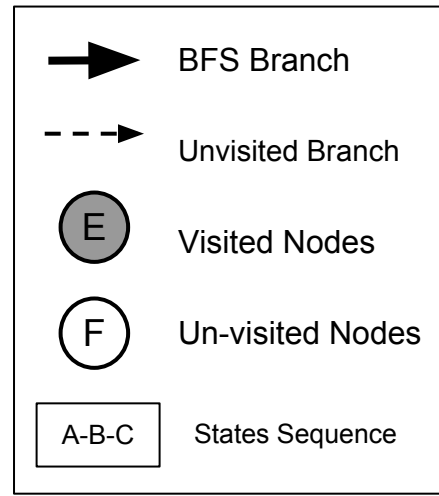 BFS Branch
Unvisited Branch
E Visited Nodes
F Un-visited Nodes
A-B-C States Sequence